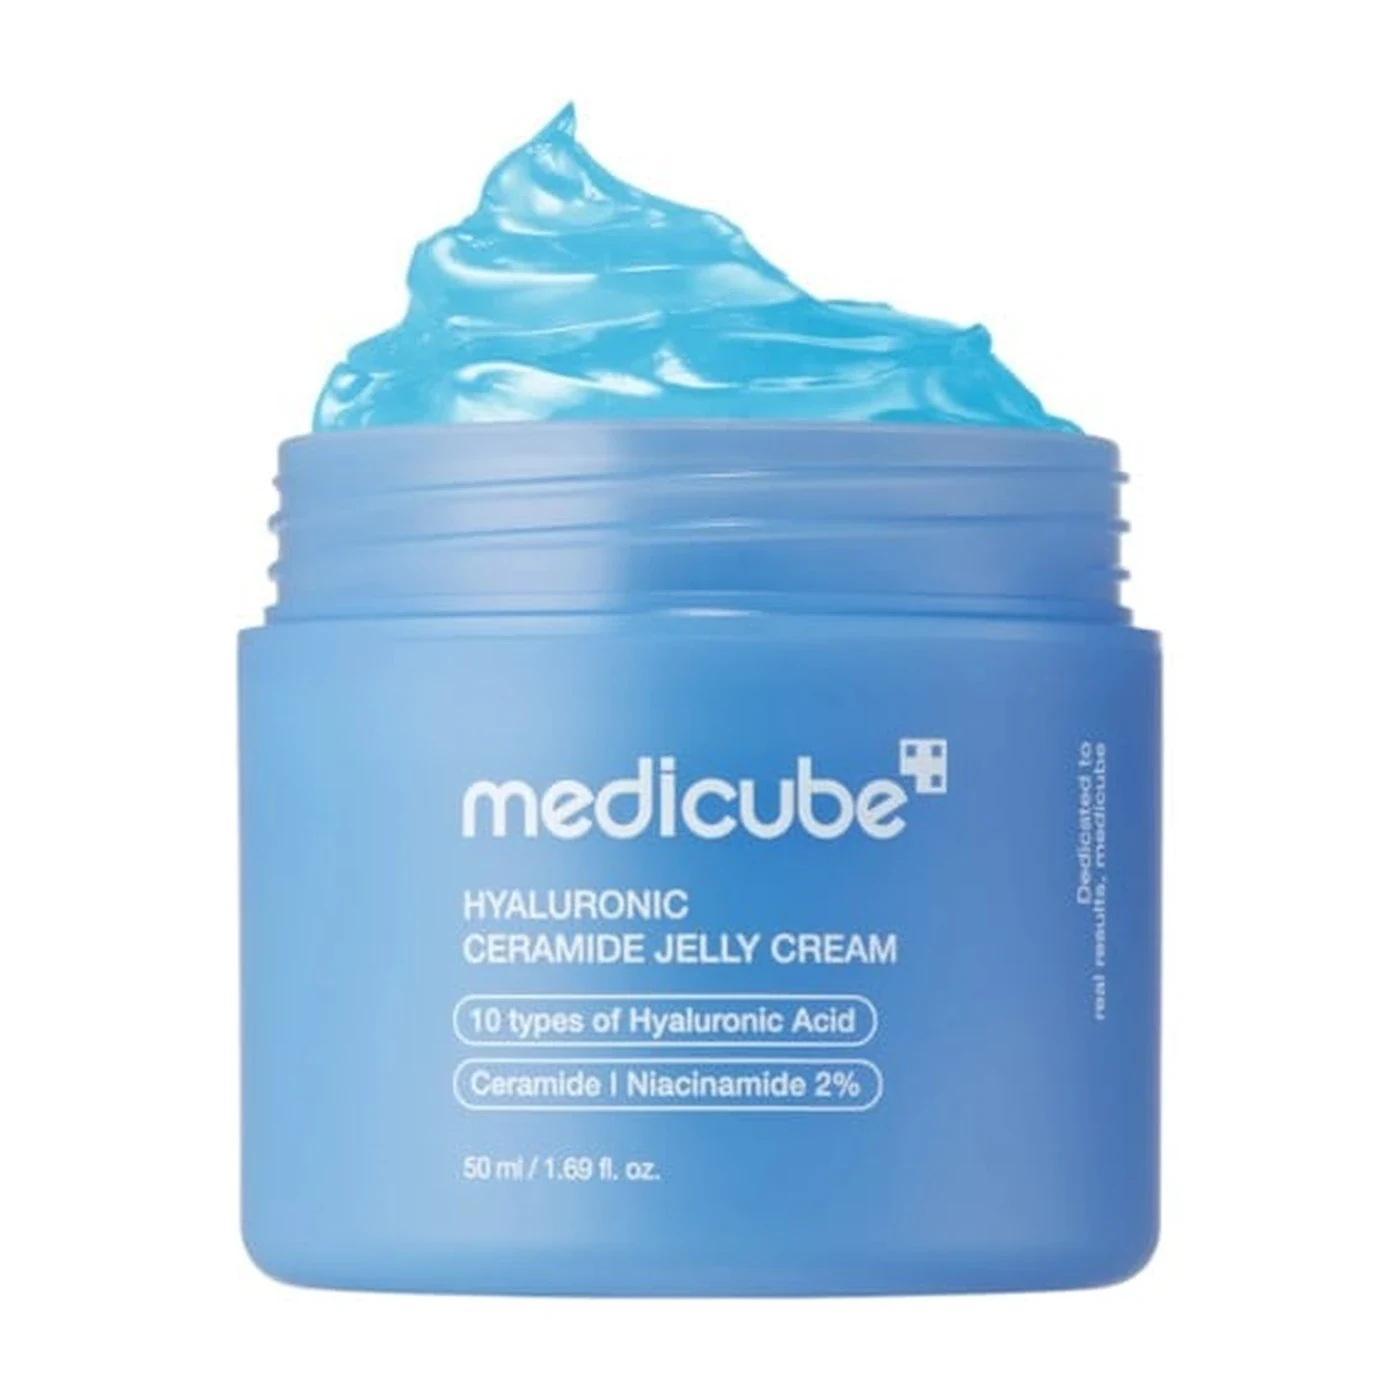 medicube
HYALURONIC
CERAMIDE JELLY CREAM
10 types of Hyaluronic Acid
Ceramide | Niacinamide 2%
50 ml / 1.69 fl. oz.
Dedicated to
real results, medicube